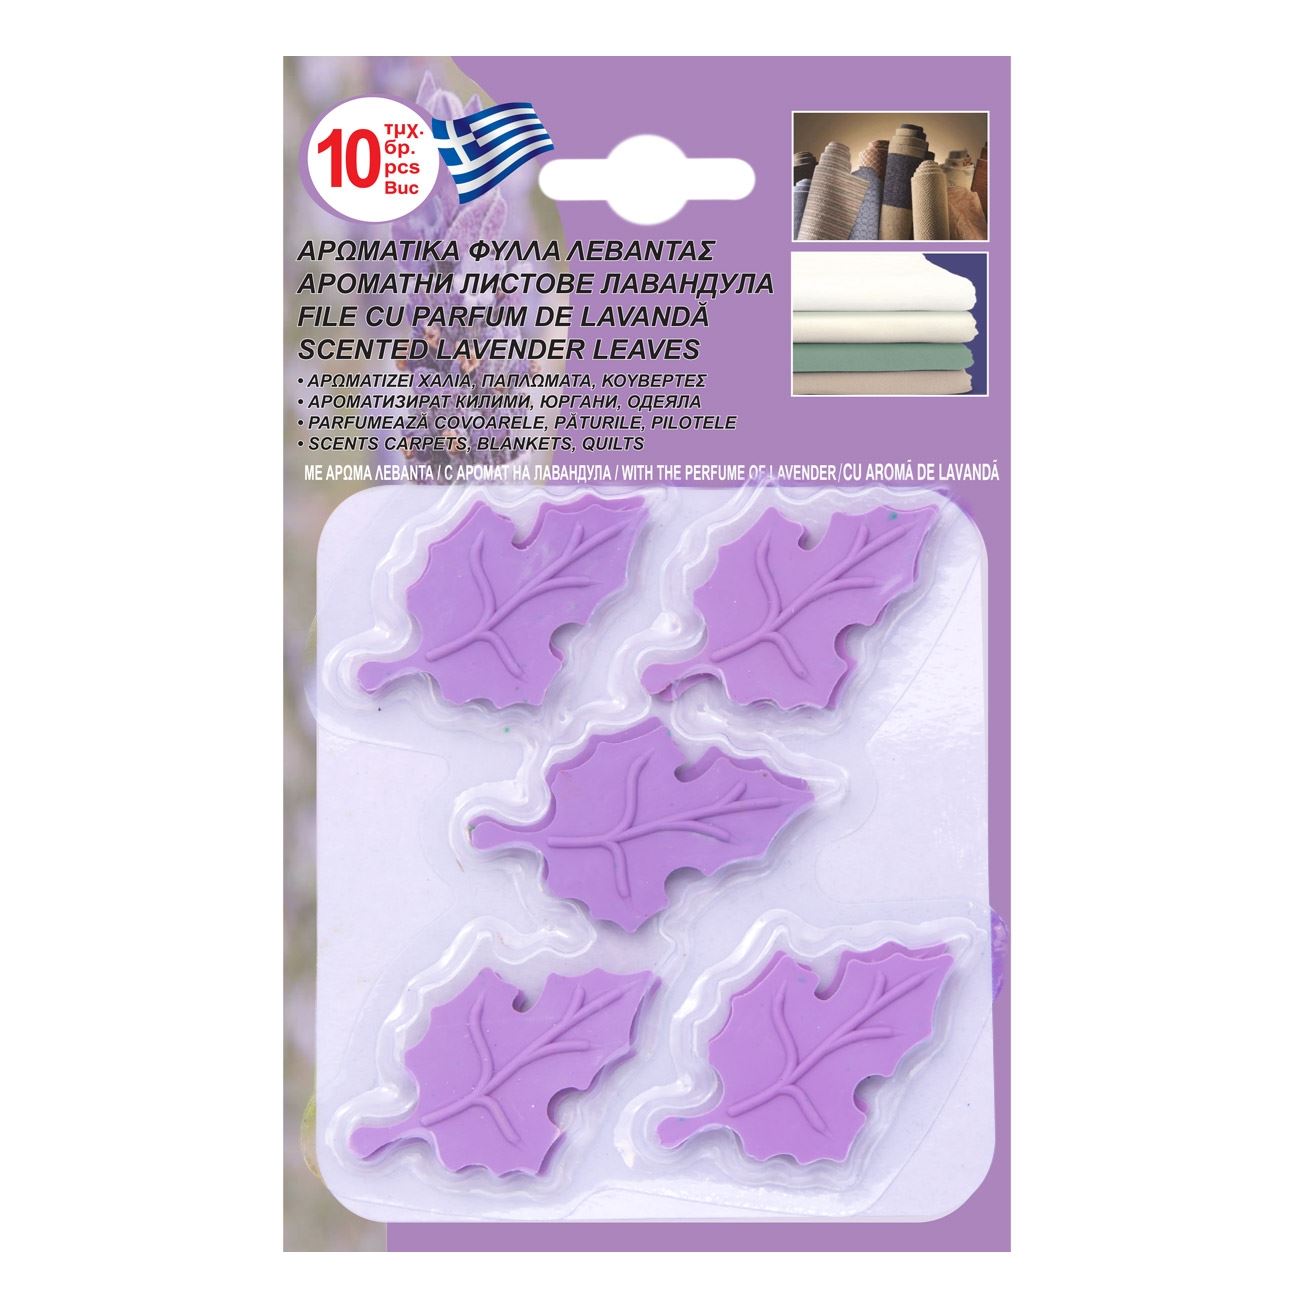 10 τμχ.
бр.
pcs
Buc
ΑΡΩΜΑΤΙΚΑ ΦΥΛΛΑ ΛΕΒΑΝΤΑΣ
АРОМАТНИ ЛИСТОВЕ ЛАВАНДУЛА
FILE CU PARFUM DE LAVANDĂ
SCENTED LAVENDER LEAVES
• ΑΡΩΜΑΤΙΖΕΙ ΧΑΛΙΑ, ΠΑΠΛΩΜΑΤΑ, ΚΟΥΒΕΡΤΕΣ
• АРОМАТИЗИРАТ КИЛИМИ, ЮРГАНИ, ОДЕЯЛА
• PARFUMEAZĂ COVOARELE, PĂTURILE, PILOTELE
• SCENTS CARPETS, BLANKETS, QUILTS
ΜΕ ΑΡΩΜΑ ΛΕΒΑΝΤΑ / С АРОМАТ НА ЛАВАНДУЛА / WITH THE PERFUME OF LAVENDER/CU AROMĂ DE LAVANDĂ